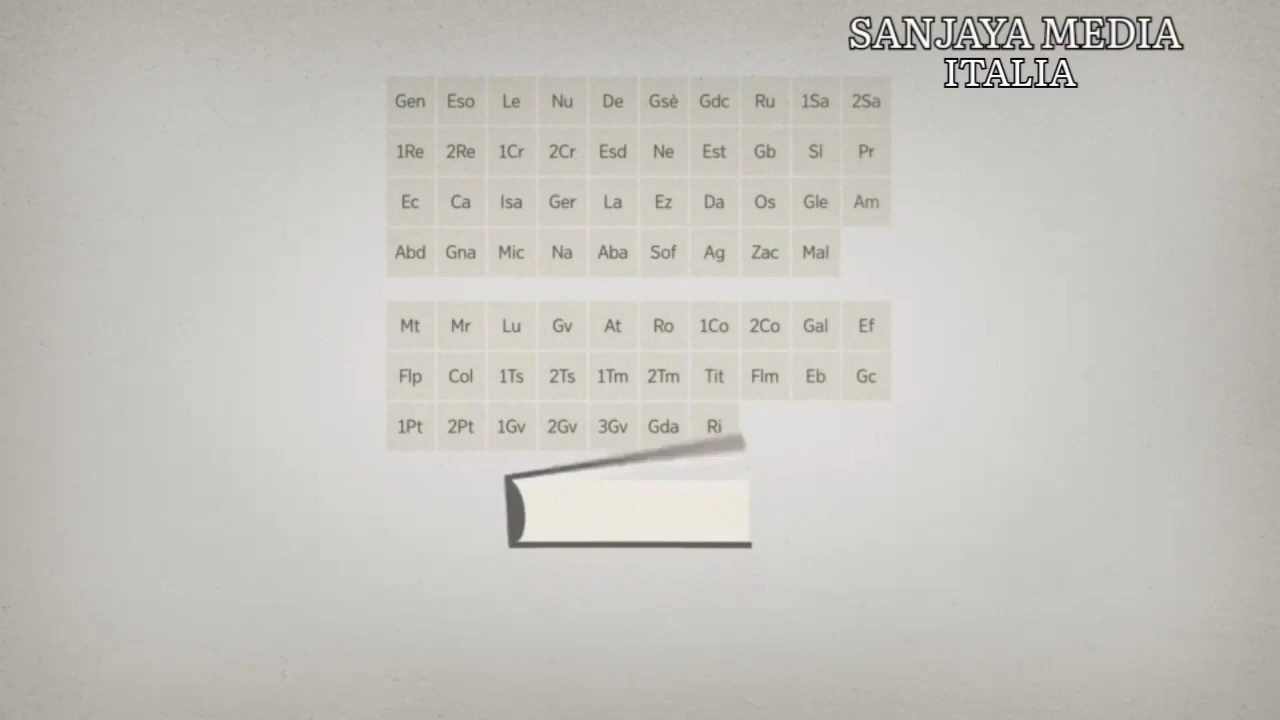 SANJAYA MEDIA
ITALIA
Gen Eso Le Nu De Gsè Gdc Ru 1Sa 2Sa
1Re 2Re 1Cr 2Cr Esd Ne Est Gb Sl Pr
Ec Ca Isa Ger La Ez Da Os Gle Am
Abd Gna Mic Na Aba Sof Ag Zac Mal
Mt Mr Lu Gv At Ro 1Co 2Co Gal Ef
Flp Col 1Ts 2Ts 1Tm 2Tm Tit Flm Eb Gc
1Pt 2Pt 1Gv 2Gv 3Gv Gda Ri